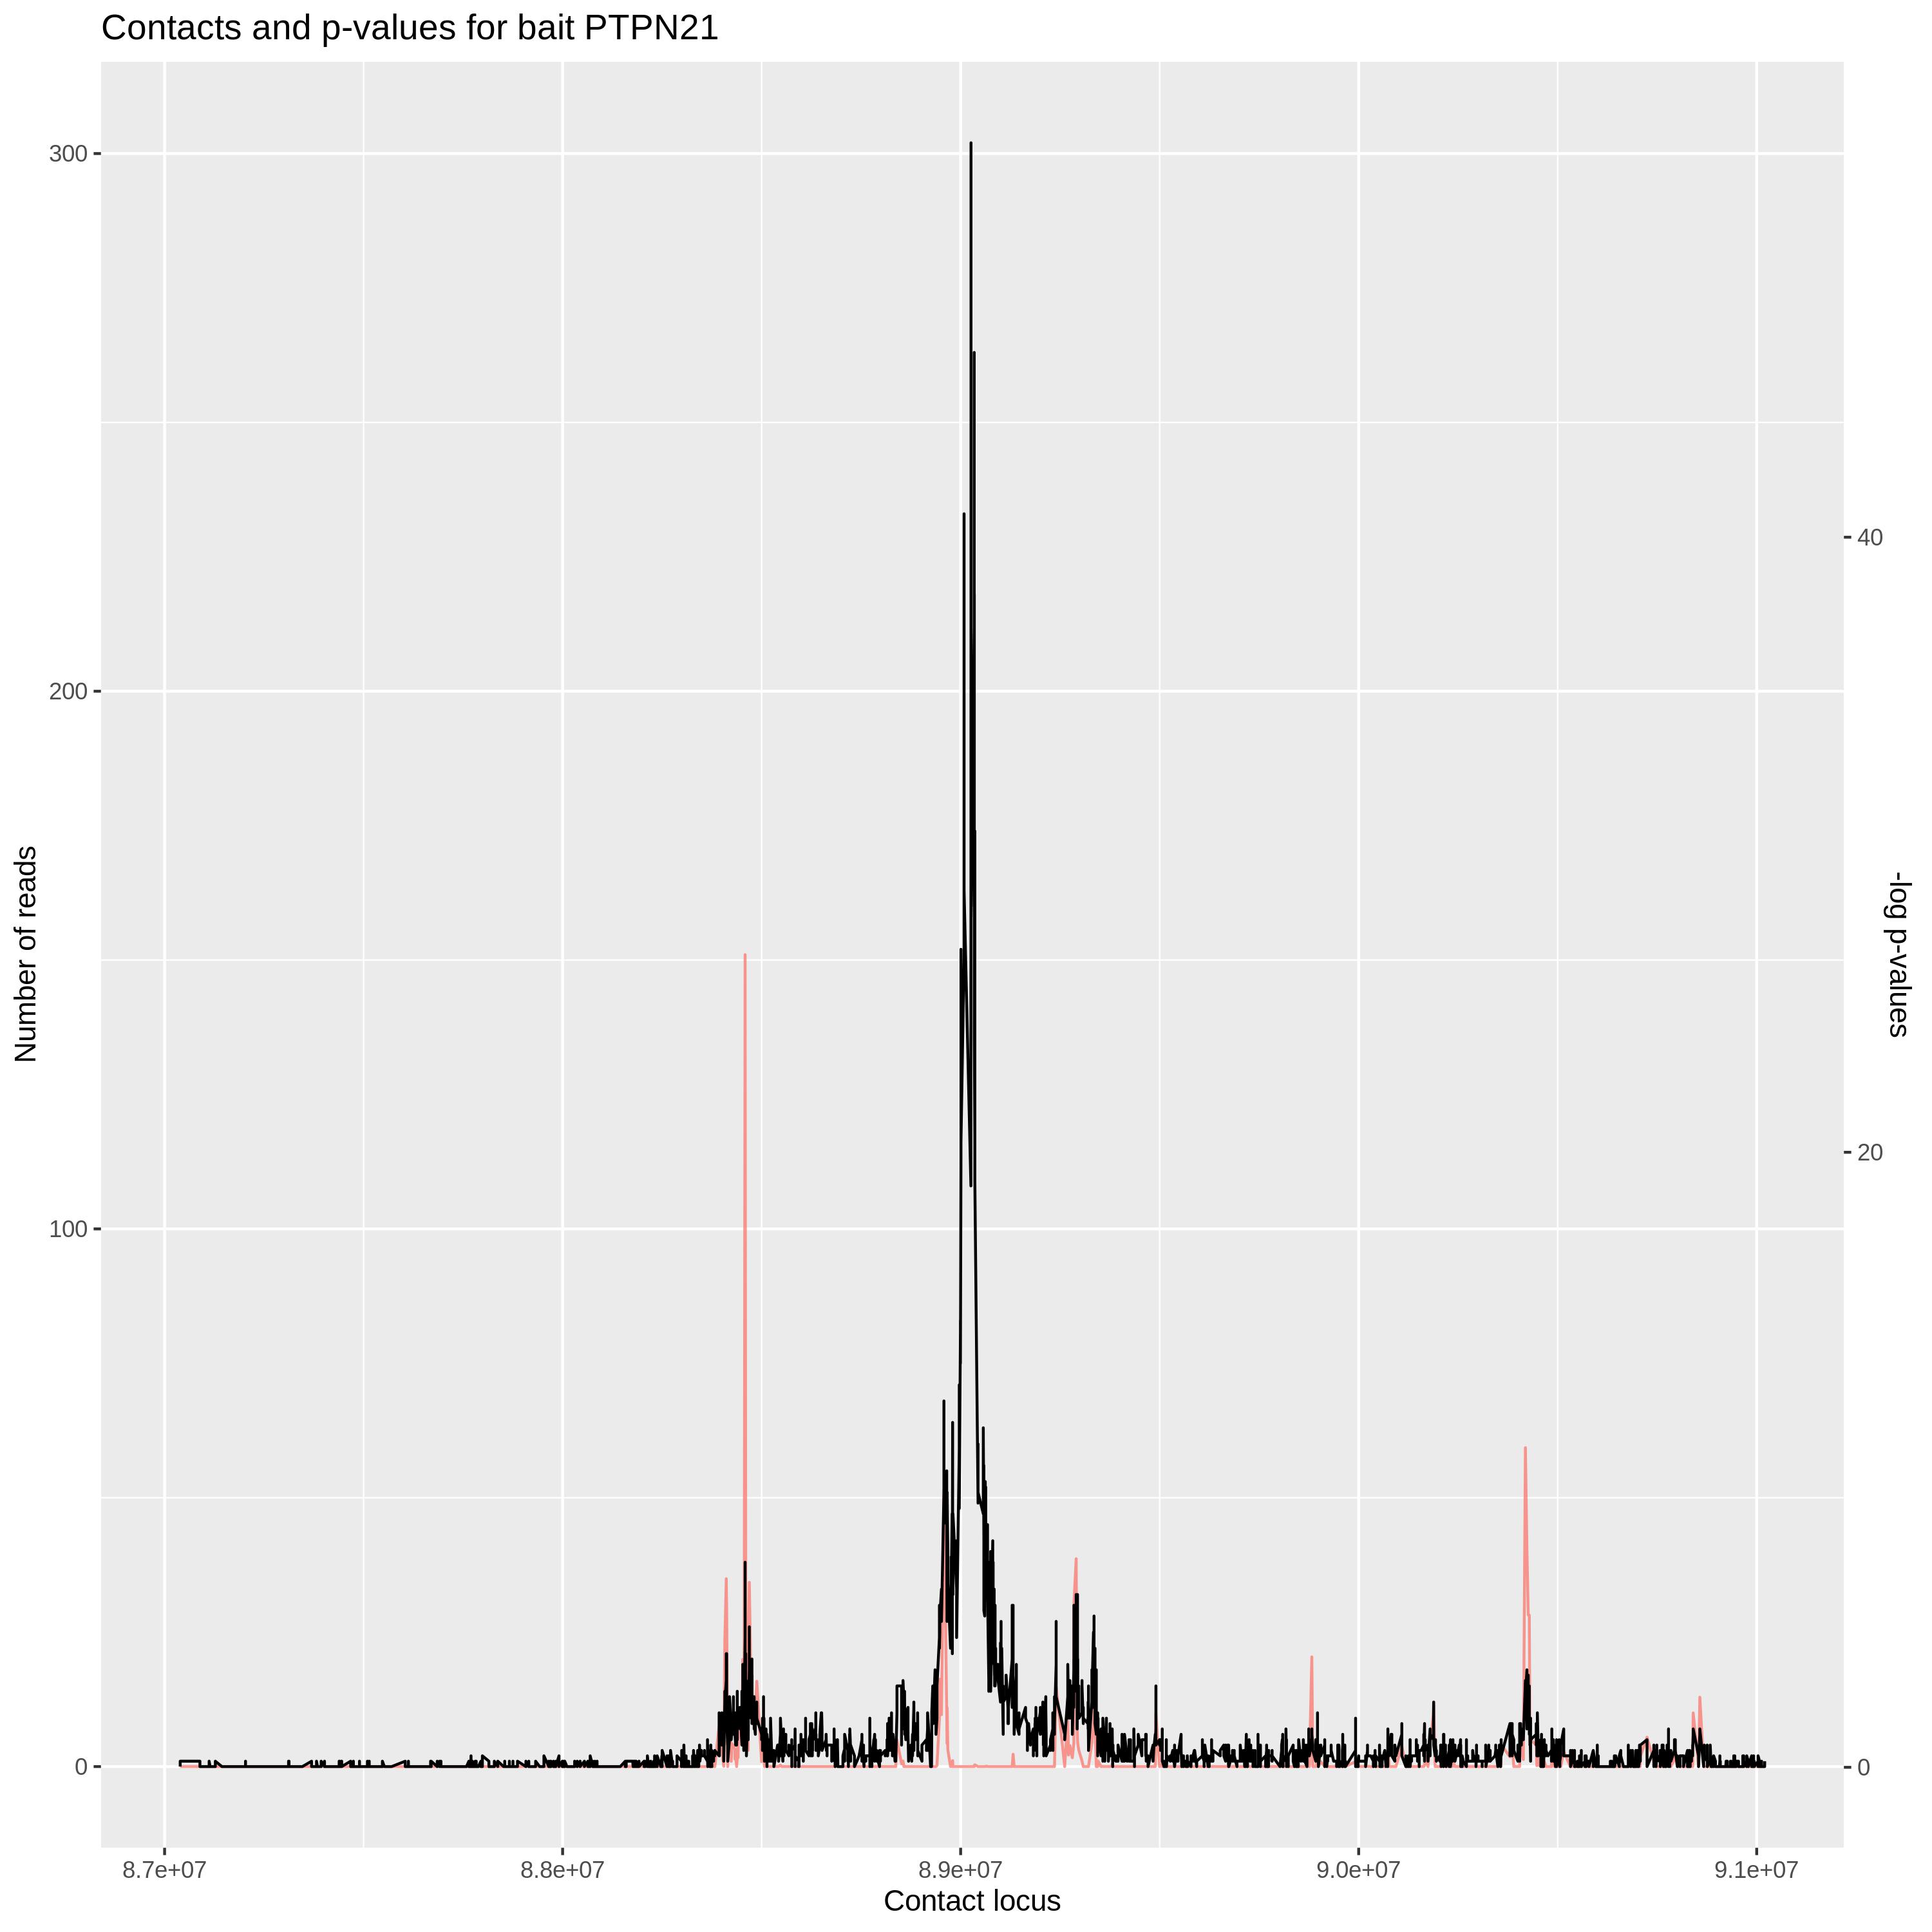 Contacts and p-values for bait PTPN21
300
200
100
0
Number of reads
40
20
0
-log p-values
8.7e+07
8.8e+07
8.9e+07
9.0e+07
9.1e+07
Contact locus